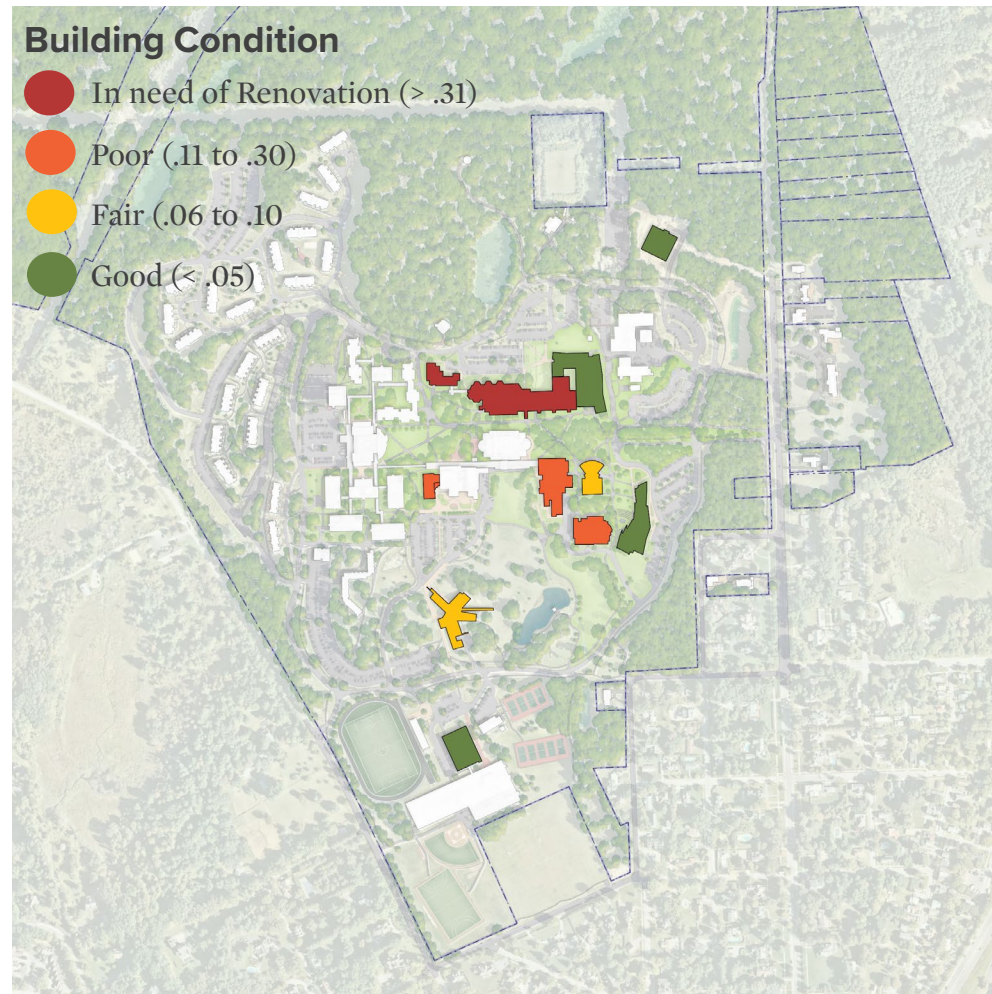 Building Condition
In need of Renovation (> .31)
Poor (.11 to .30)
Fair (.06 to .10
Good (< .05)